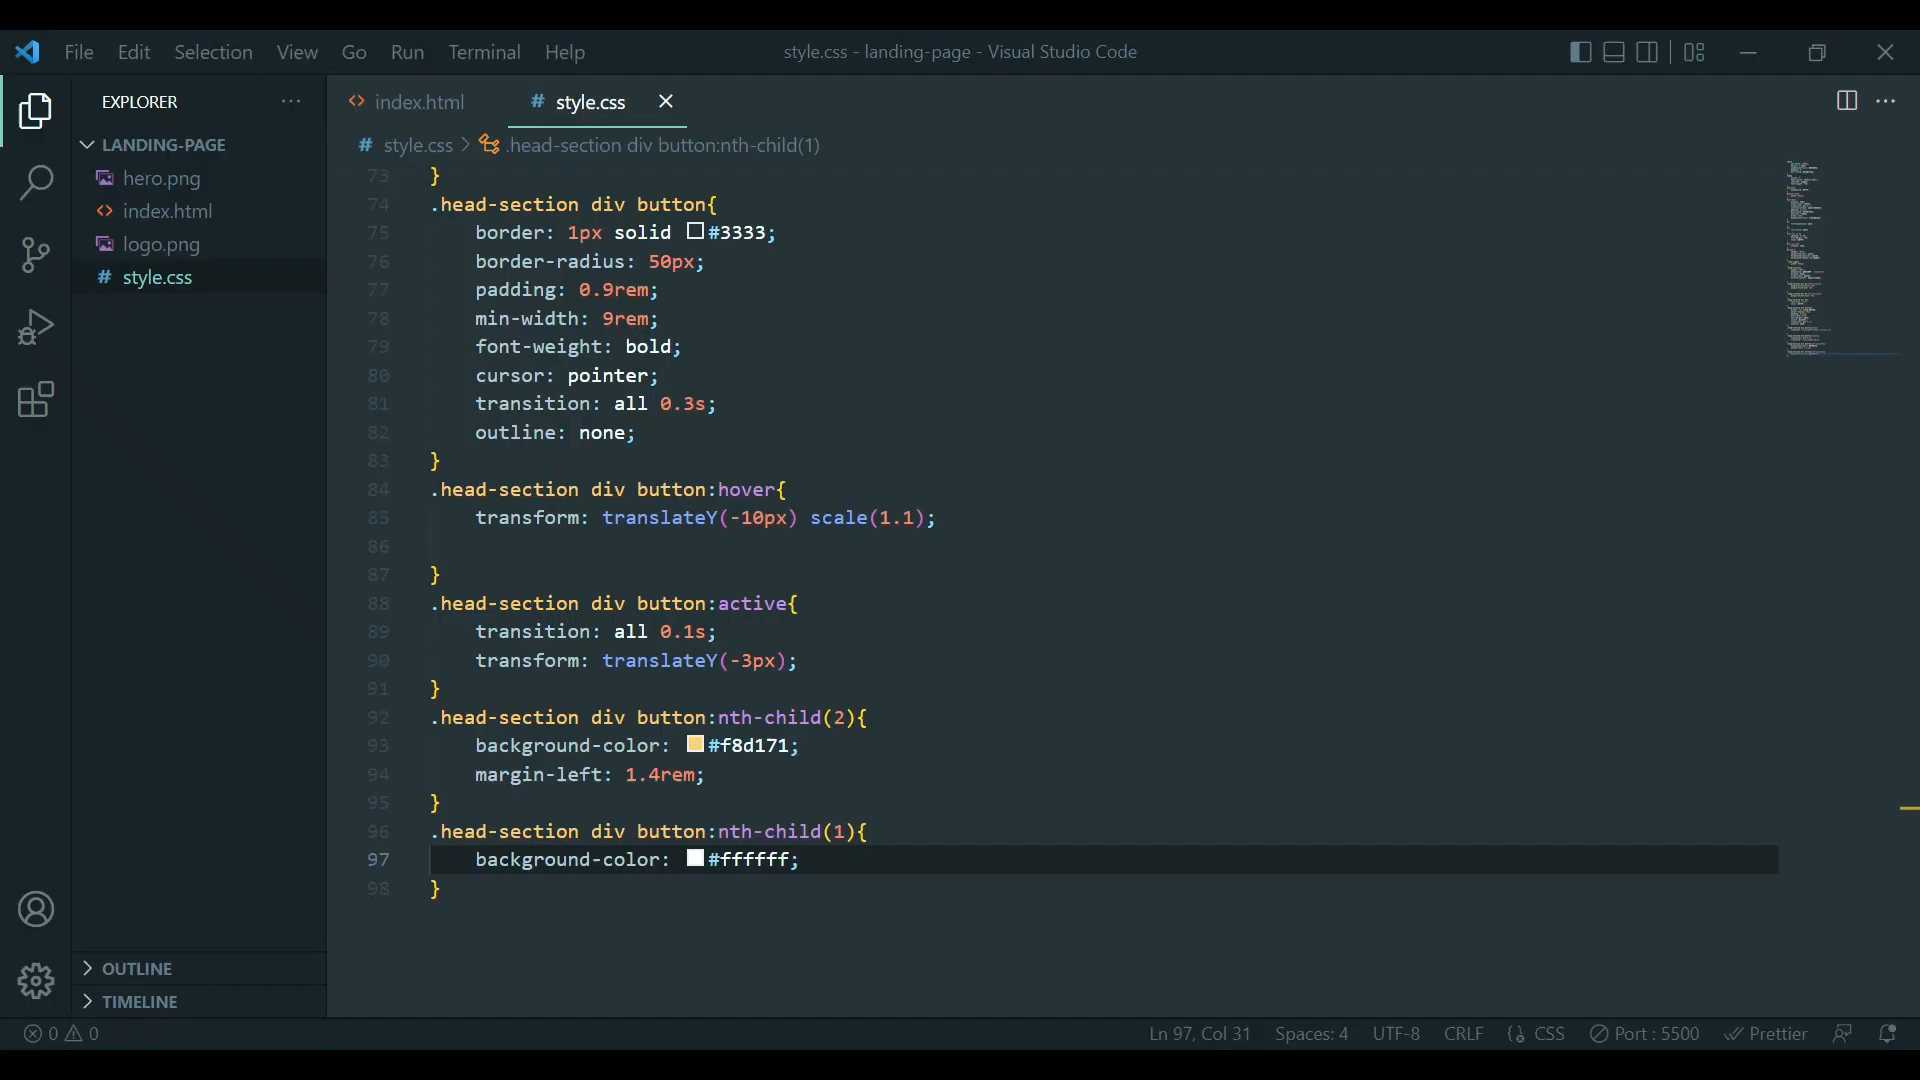 File Edit Selection View Go Run Terminal Help style.css - landing-page - Visual Studio Code
EXPLORER
LANDING-PAGE
hero.png
index.html
logo.png
style.css
OUTLINE
TIMELINE
index.html # style.css
# style.css > .head-section div button:nth-child(1)
73 }
74 .head-section div button{
75 border: 1px solid #3333;
76 border-radius: 50px;
77 padding: 0.9rem;
78 min-width: 9rem;
79 font-weight: bold;
80 cursor: pointer;
81 transition: all 0.3s;
82 outline: none;
83 }
84 .head-section div button:hover{
85 transform: translateY(-10px) scale(1.1);
86
87 }
88 .head-section div button:active{
89 transition: all 0.1s;
90 transform: translateY(-3px);
91 }
92 .head-section div button:nth-child(2){
93 background-color: #f8d171;
94 margin-left: 1.4rem;
95 }
96 .head-section div button:nth-child(1){
97 background-color: #ffffff;
98 }
0 0 Ln 97, Col 31 Spaces: 4 UTF-8 CRLF CSS Port : 5500 Prettier